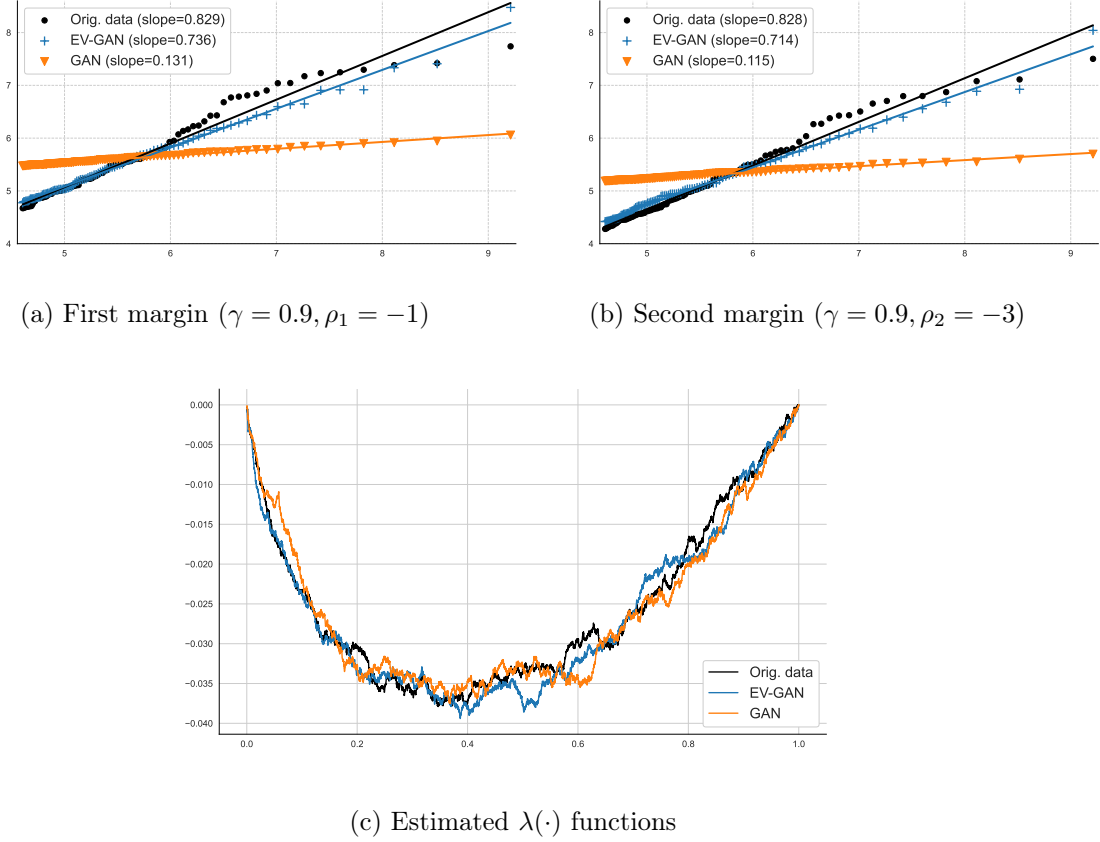 Orig. data (slope=0.829)
EV-GAN (slope=0.736)
GAN (slope=0.131)
8
7
6
5
4
5
6
7
8
9
(a) First margin (γ = 0.9, ρ₁ = −1)
Orig. data (slope=0.828)
EV-GAN (slope=0.714)
GAN (slope=0.115)
8
7
6
5
4
5
6
7
8
9
(b) Second margin (γ = 0.9, ρ₂ = −3)
0.000
−0.005
−0.010
−0.015
−0.020
−0.025
−0.030
−0.035
−0.040
0.0
0.2
0.4
0.6
0.8
1.0
Orig. data
EV-GAN
GAN
(c) Estimated λ(·) functions